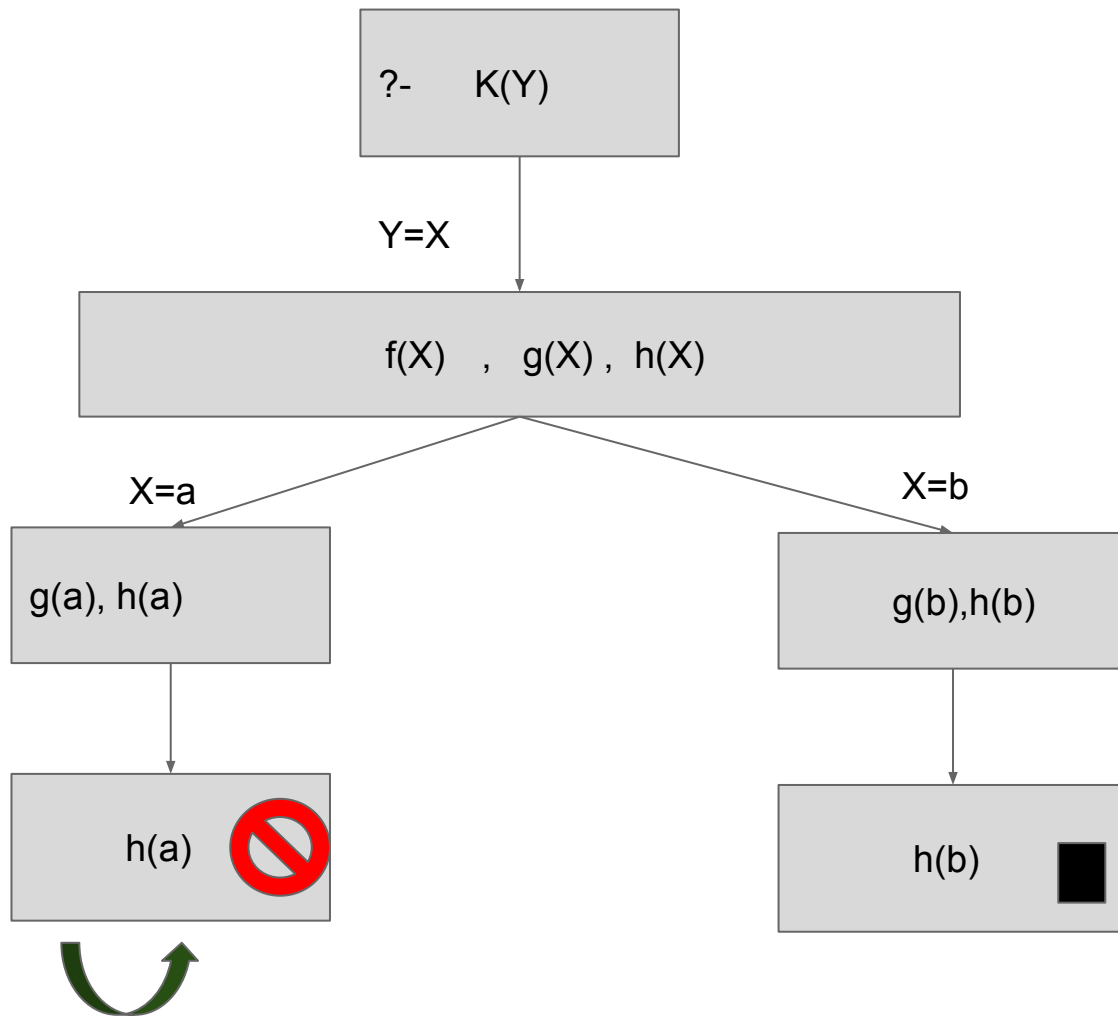 ?- K(Y)
Y=X
f(X) , g(X) , h(X)
X=a
X=b
g(a), h(a)
g(b),h(b)
h(a)
h(b)